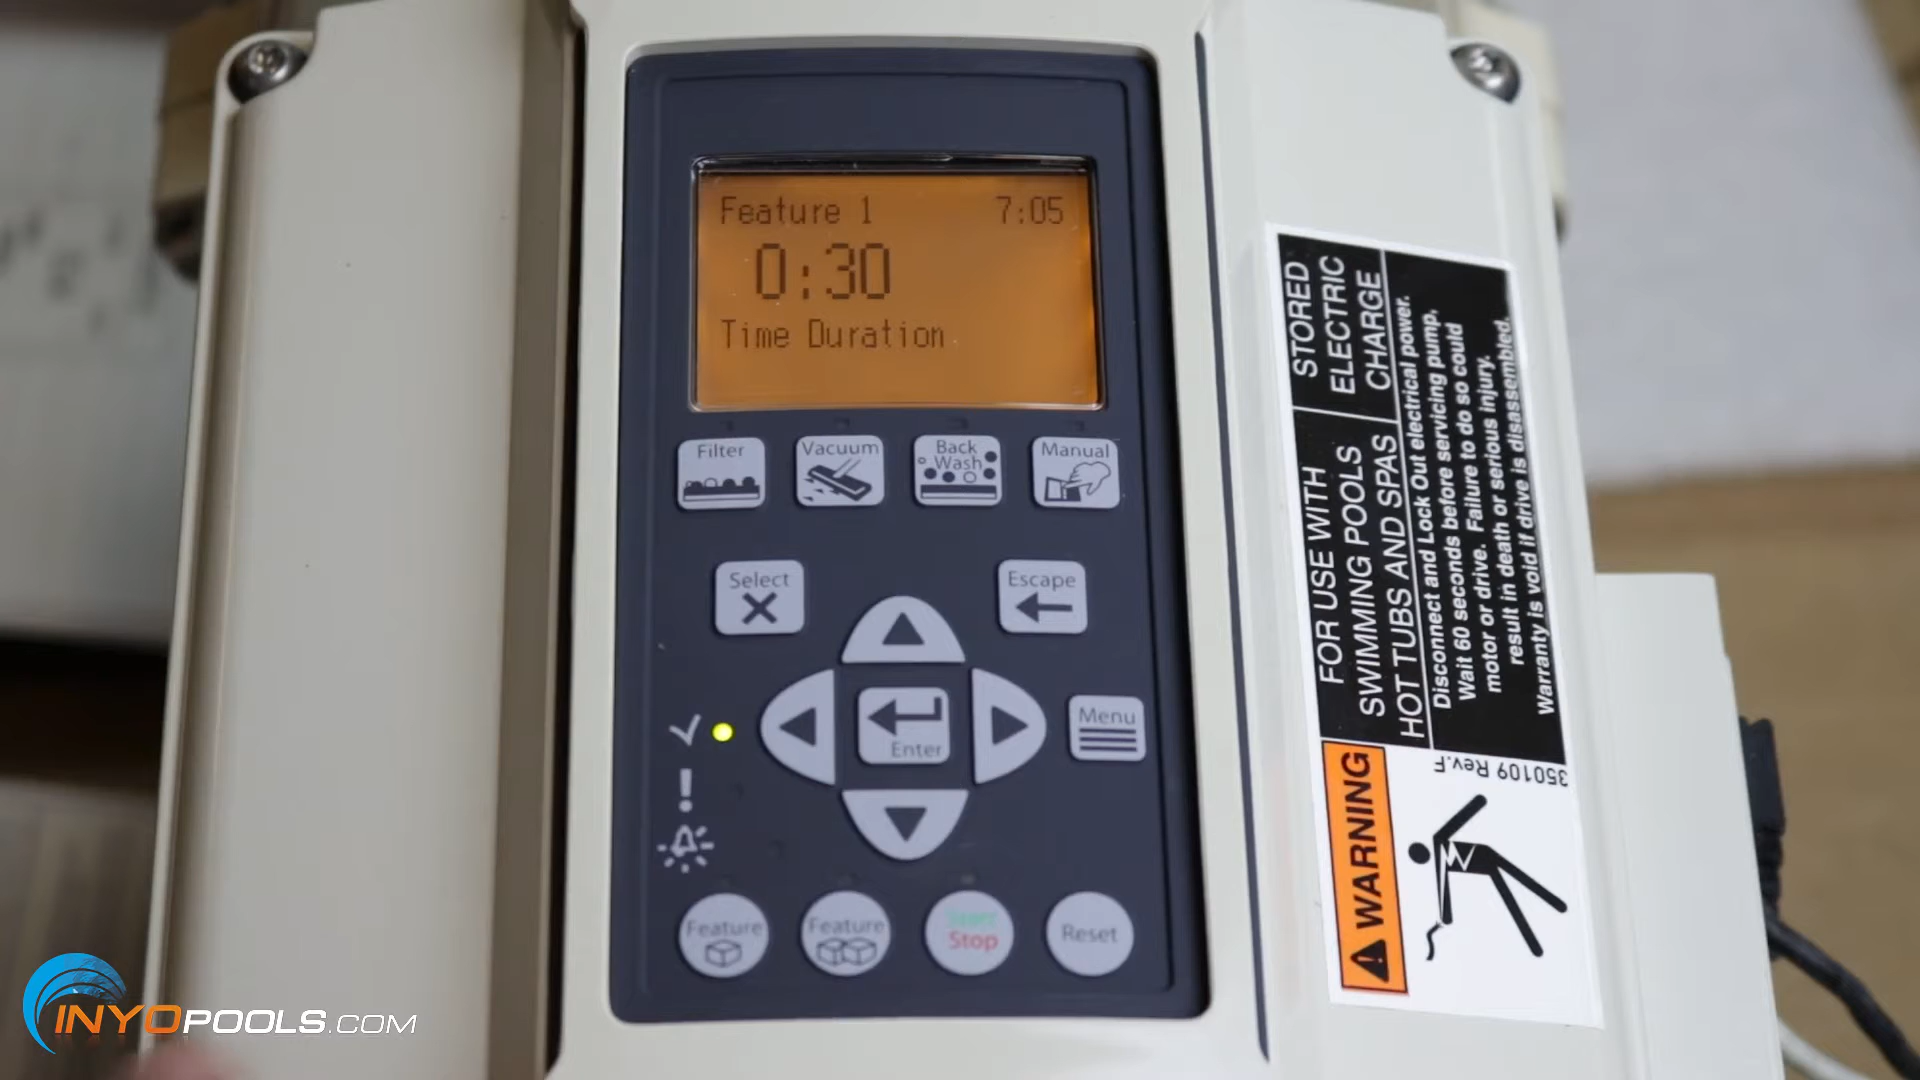 Feature 1 7:05
0:30
Time Duration
Filter
Vacuum
Back
Wash
Manual
Select
Escape
Enter
Menu
Feature
Feature
Start
Stop
Reset
STORED
ELECTRIC
CHARGE
FOR USE WITH
SWIMMING POOLS
HOT TUBS AND SPAS
Disconnect and Lock Out electrical power.
Wait 60 seconds before servicing pump,
motor or drive. Failure to do so could
result in death or serious injury.
Warranty is void if drive is disassembled.
WARNING
350109 Rev.F
INYOPOOLS.COM